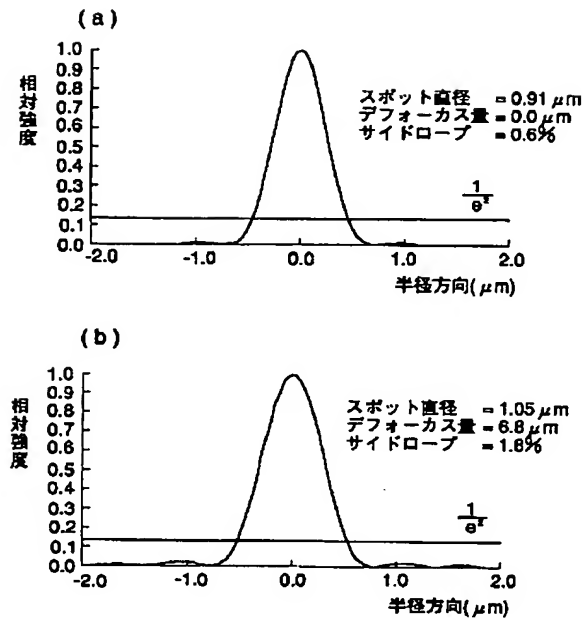 (a)
相対強度
1.0
0.9
0.8
0.7
0.6
0.5
0.4
0.3
0.2
0.1
0.0
スポット直径 = 0.91 μm
デフォーカス量 = 0.0 μm
サイドローブ = 0.6%
1/e²
-2.0 -1.0 0.0 1.0 2.0
半径方向(μm)
(b)
相対強度
1.0
0.9
0.8
0.7
0.6
0.5
0.4
0.3
0.2
0.1
0.0
スポット直径 = 1.05 μm
デフォーカス量 = 6.8 μm
サイドローブ = 1.8%
1/e²
-2.0 -1.0 0.0 1.0 2.0
半径方向(μm)